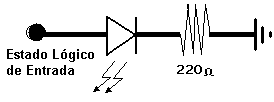 Estado Lógico
de Entrada
220Ω